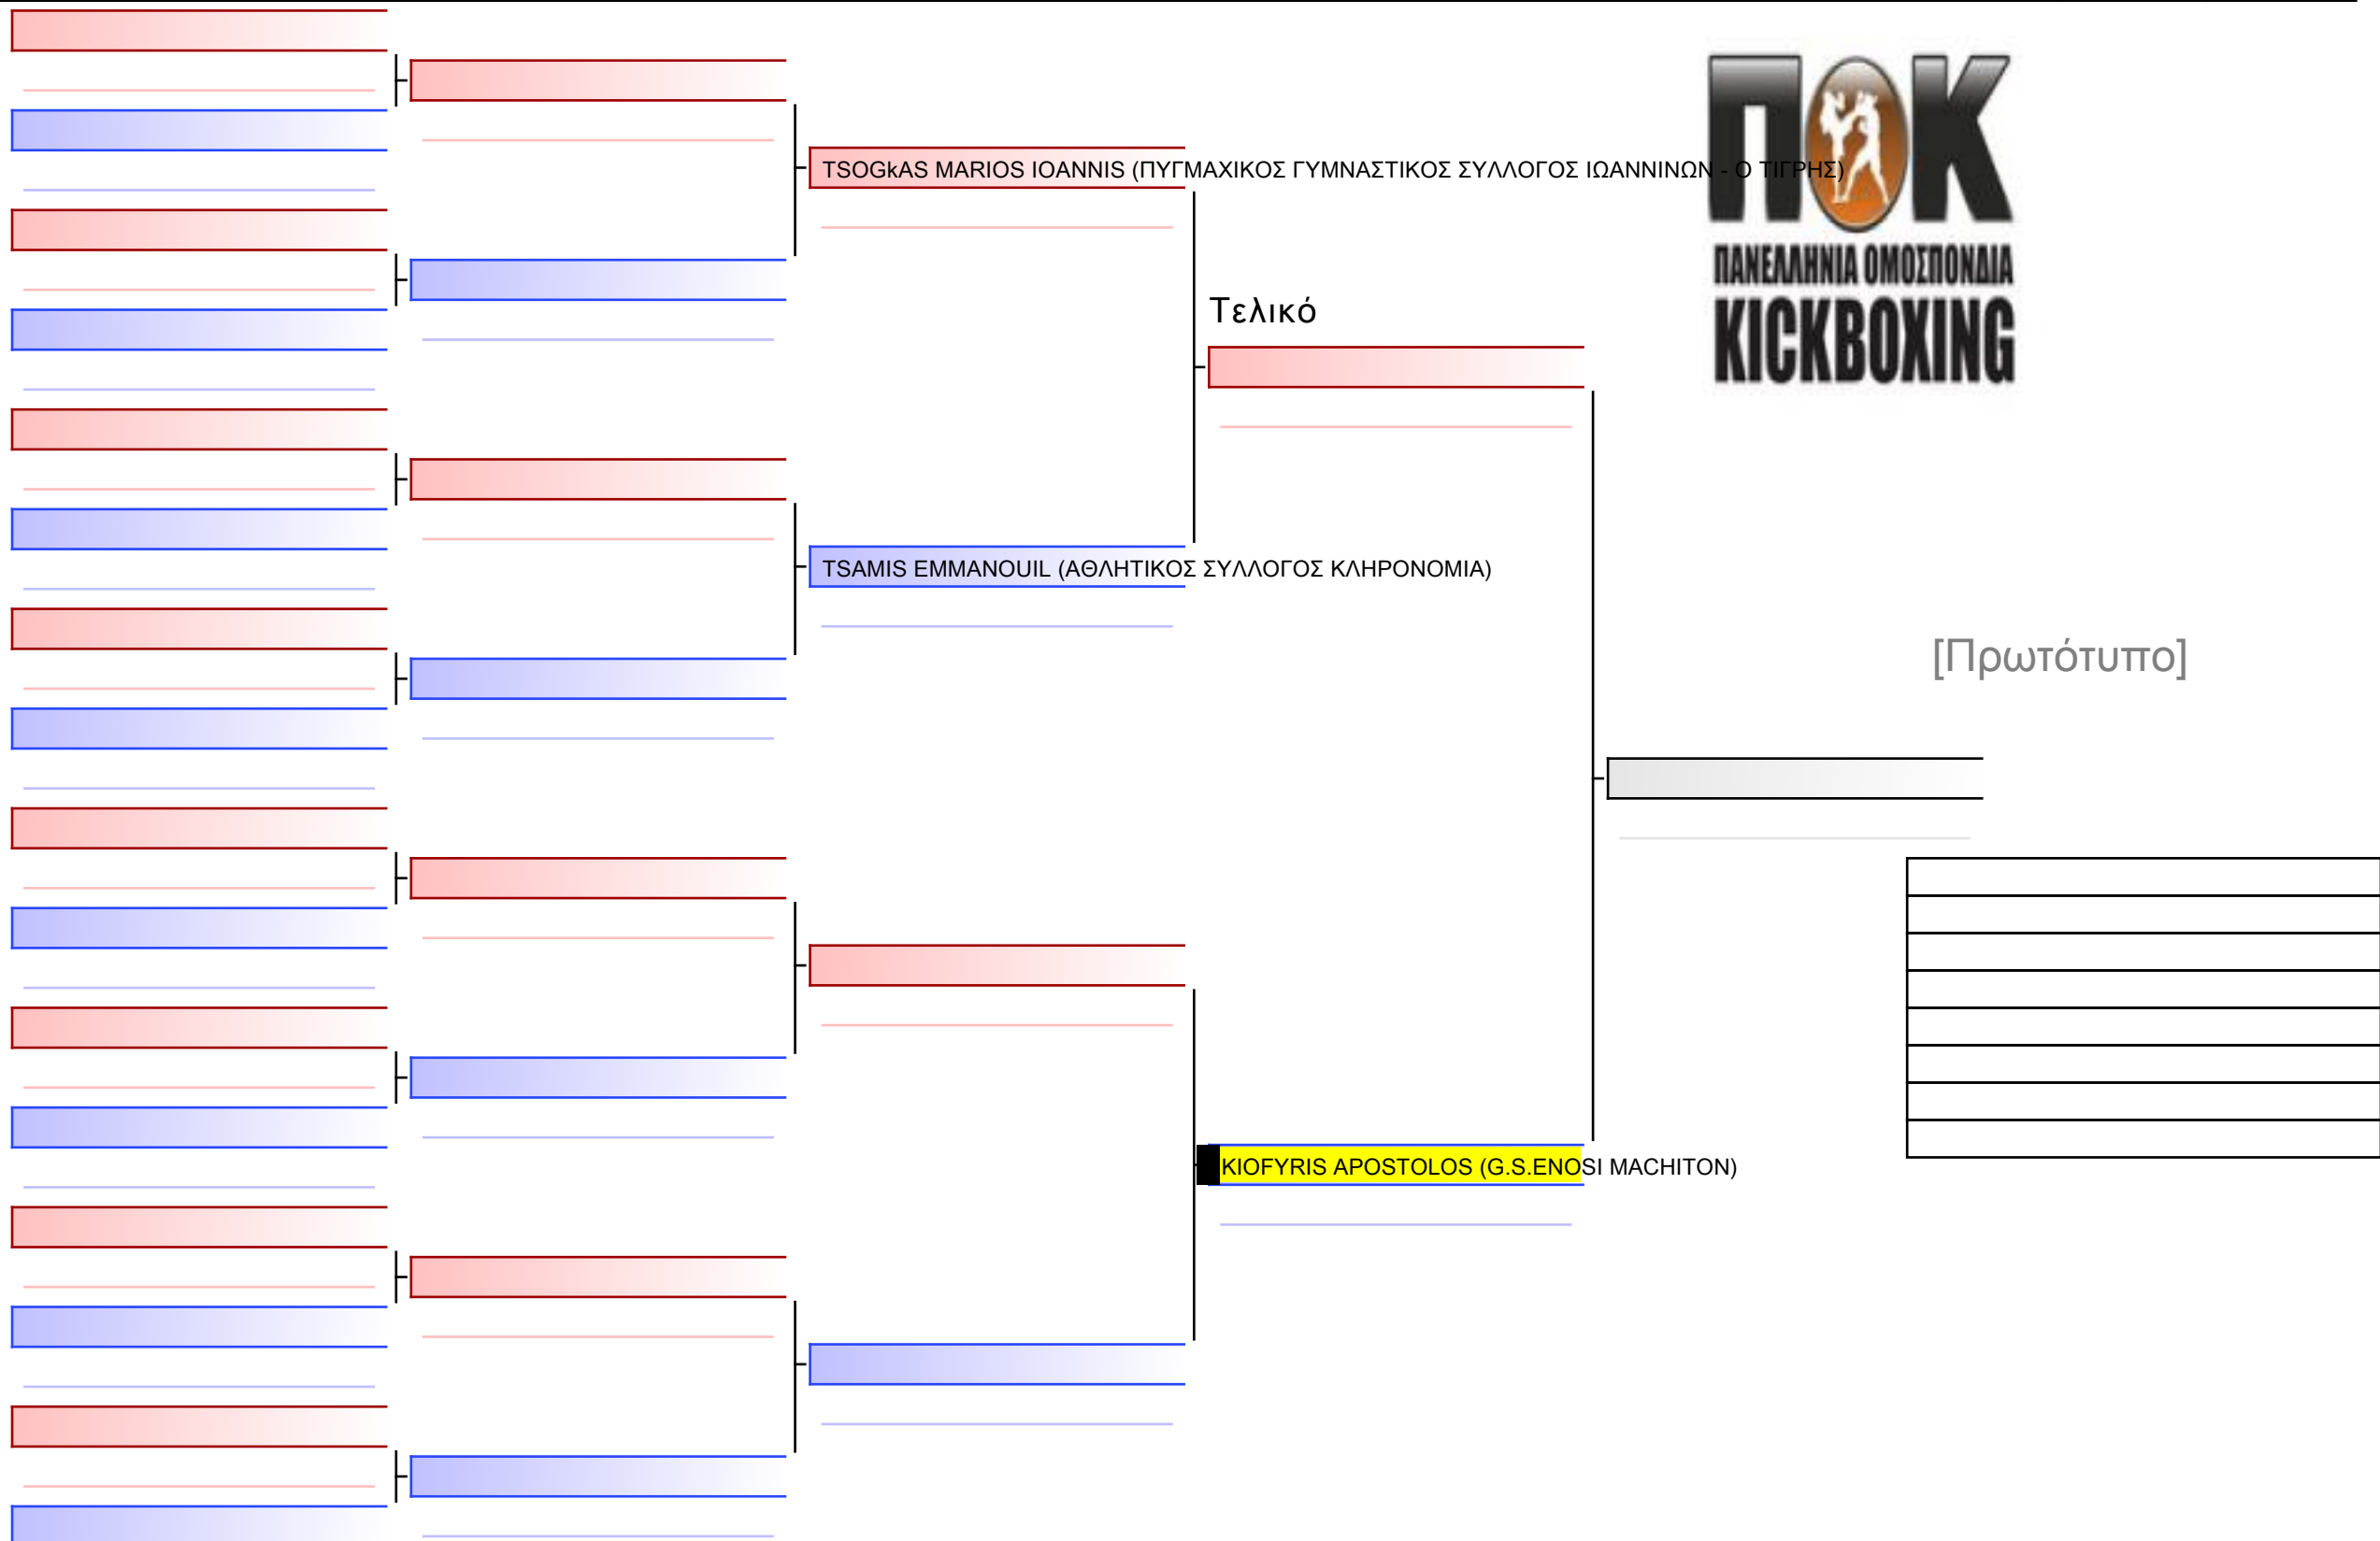 TSOGkAS MARIOS IOANNIS (ΠΥΓΜΑΧΙΚΟΣ ΓΥΜΝΑΣΤΙΚΟΣ ΣΥΛΛΟΓΟΣ ΙΩΑΝΝΙΝΩΝ - Ο ΤΙΓΡΗΣ)
ΠΟΚ
ΠΑΝΕΛΛΗΝΙΑ ΟΜΟΣΠΟΝΔΙΑ
KICKBOXING
Τελικό
TSAMIS EMMANOUIL (ΑΘΛΗΤΙΚΟΣ ΣΥΛΛΟΓΟΣ ΚΛΗΡΟΝΟΜΙΑ)
[Πρωτότυπο]
KIOFYRIS APOSTOLOS (G.S.ENOSI MACHITON)